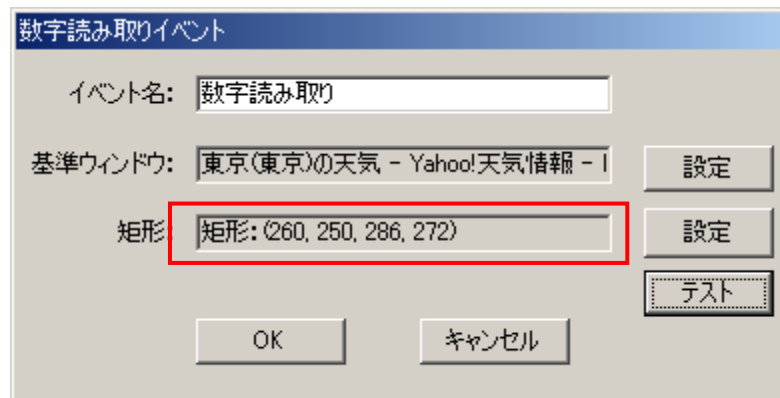 数字読み取りイベント
イベント名: 数字読み取り
基準ウィンドウ: 東京(東京)の天気 - Yahoo!天気情報 - I 設定
矩形: 矩形: (260, 250, 286, 272) 設定
テスト
OK キャンセル